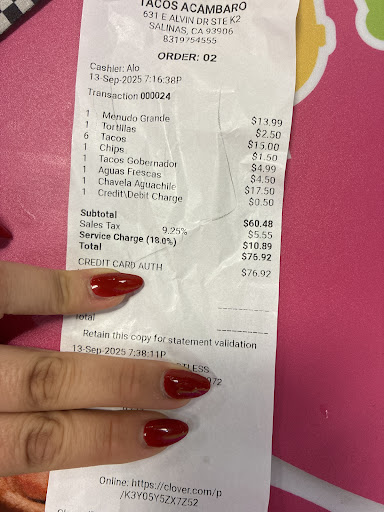 TACOS ACAMBARO
631 E ALVIN DR STE K2
SALINAS, CA 93906
8319754555
ORDER: 02
Cashier: Alo
13-Sep-2025 7:16:38P
Transaction 000024
1 Menudo Grande $13.99
1 Tortillas $2.50
6 Tacos $15.00
1 Chips $1.50
1 Tacos Gobernador $4.99
1 Aguas Frescas $4.50
1 Chavela Aguachile $17.50
1 Credit\Debit Charge $0.50
Subtotal $60.48
Sales Tax 9.25% $5.55
Service Charge (18.0%) $10.89
Total $76.92
CREDIT CARD AUTH $76.92
Total
Retain this copy for statement validation
13-Sep-2025 7:38:11P
Online: https://clover.com/p
/K3Y05Y5ZX7Z52